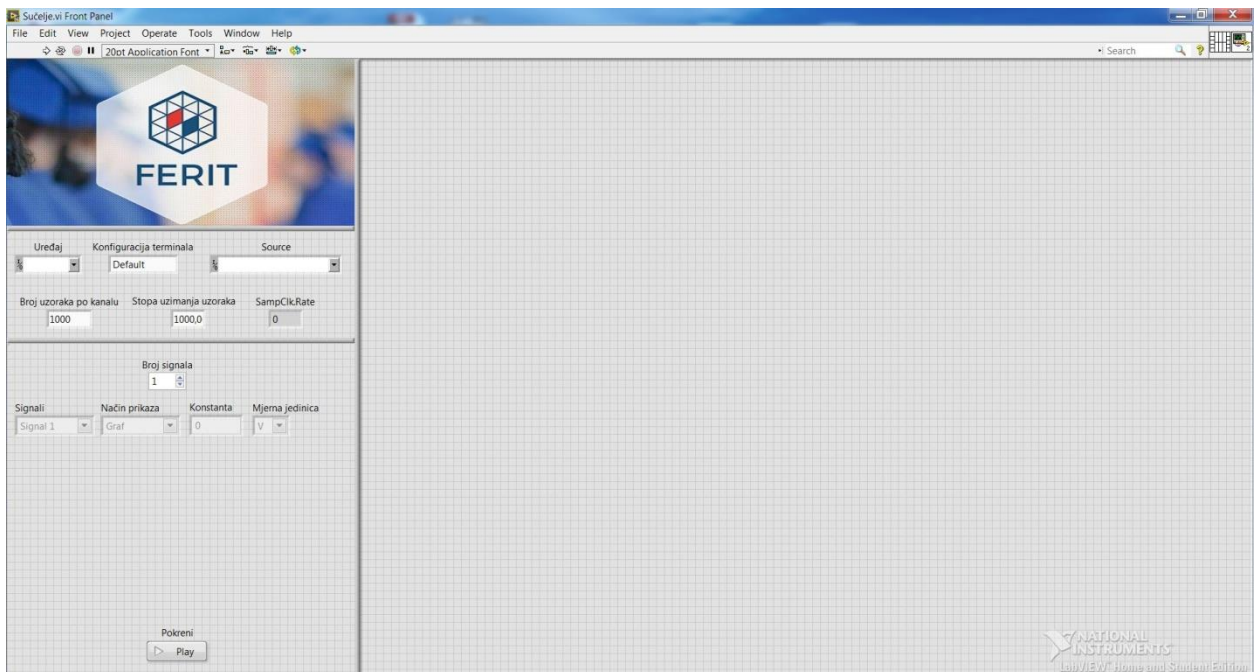 Sučelje.vi Front Panel
File Edit View Project Operate Tools Window Help
20pt Application Font
Search
2
FERIT
Uređaj Konfiguracija terminala Source
Default
Broj uzoraka po kanalu Stopa uzimanja uzoraka SampClk.Rate
1000 1000,0 0
Broj signala
1
Signali Način prikaza Konstanta Mjerna jedinica
Signal 1 Graf 0 V
Pokreni
Play
NATIONAL
INSTRUMENTS
LabVIEW™ Home and Student Edition